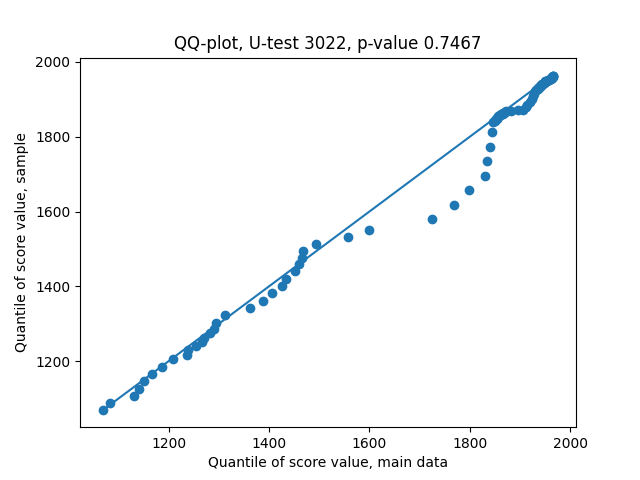 QQ-plot, U-test 3022, p-value 0.7467
2000
1800
1600
1400
1200
Quantile of score value, sample
1200 1400 1600 1800 2000
Quantile of score value, main data